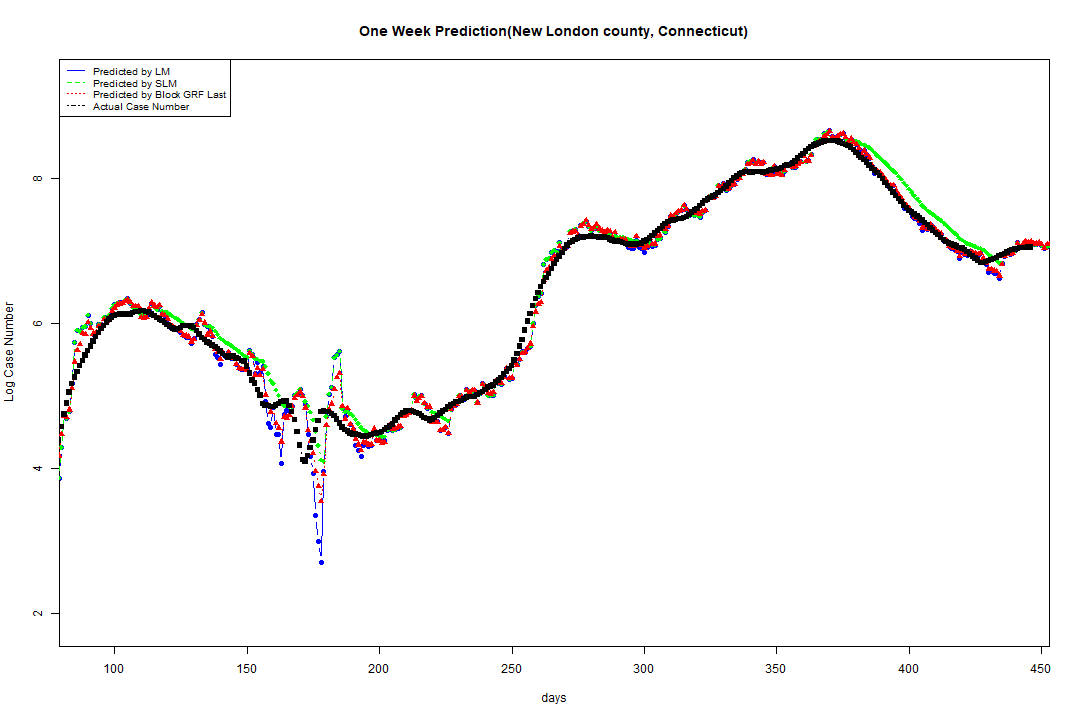 One Week Prediction(New London county, Connecticut)
Predicted by LM
Predicted by SLM
Predicted by Block GRF Last
Actual Case Number
Log Case Number
8
6
4
2
100 150 200 250 300 350 400 450
days